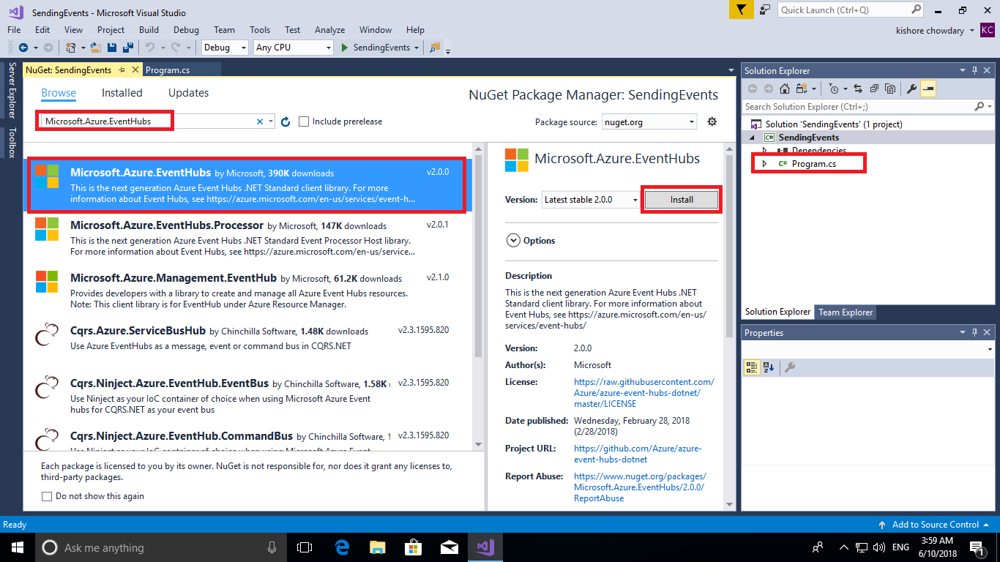 SendingEvents - Microsoft Visual Studio
Quick Launch (Ctrl+Q)
File Edit View Project Build Debug Team Tools Test Analyze Window Help
kishore chowdary KC
Debug Any CPU SendingEvents
Server Explorer
Toolbox
NuGet: SendingEvents Program.cs
Browse Installed Updates
NuGet Package Manager: SendingEvents
Microsoft.Azure.EventHubs
Include prerelease
Package source: nuget.org
Microsoft.Azure.EventHubs by Microsoft, 390K downloads v2.0.0
This is the next generation Azure Event Hubs .NET Standard client library. For more
information about Event Hubs, see https://azure.microsoft.com/en-us/services/event-h...
Microsoft.Azure.EventHubs.Processor by Microsoft, 147K downloads v2.0.1
This is the next generation Azure Event Hubs .NET Standard Event Processor Host library.
For more information about Event Hubs, see https://azure.microsoft.com/en-us/service...
Microsoft.Azure.Management.EventHub by Microsoft, 61.2K downloads v2.1.0
Provides developers with a library to create and manage all Azure Event Hubs resources.
Note: This client library is for EventHub under Azure Resource Manager.
Cqrs.Azure.ServiceBusHub by Chinchilla Software, 1.48K downloads v2.3.1595.820
Use Azure EventHubs as a message, event or command bus in CQRS.NET
Cqrs.Ninject.Azure.EventHub.EventBus by Chinchilla Software, 1.58K v2.3.1595.820
Use Ninject as your IoC container of choice when using Microsoft Azure Event
hubs for CQRS.NET as your event bus
Cqrs.Ninject.Azure.EventHub.CommandBus by Chinchilla Software, 1 v2.3.1595.820
Use Ninject as your IoC container of choice when using Microsoft Azure Event
Each package is licensed to you by its owner. NuGet is not responsible for, nor does it grant any licenses to,
third-party packages.
Do not show this again
Microsoft.Azure.EventHubs
Version: Latest stable 2.0.0 Install
Options
Description
This is the next generation Azure Event Hubs .NET
Standard client library. For more information about
Event Hubs, see https://azure.microsoft.com/en-us/
services/event-hubs/
Version: 2.0.0
Author(s): Microsoft
License: https://raw.githubusercontent.com/
Azure/azure-event-hubs-dotnet/
master/LICENSE
Date published: Wednesday, February 28, 2018
(2/28/2018)
Project URL: https://github.com/Azure/azure-
event-hubs-dotnet
Report Abuse: https://www.nuget.org/packages/
Microsoft.Azure.EventHubs/2.0.0/
ReportAbuse
Solution Explorer
Search Solution Explorer (Ctrl+;)
Solution 'SendingEvents' (1 project)
C# SendingEvents
Dependencies
C# Program.cs
Solution Explorer Team Explorer
Properties
Ready
Add to Source Control
Ask me anything
ENG
3:59 AM
6/10/2018
1